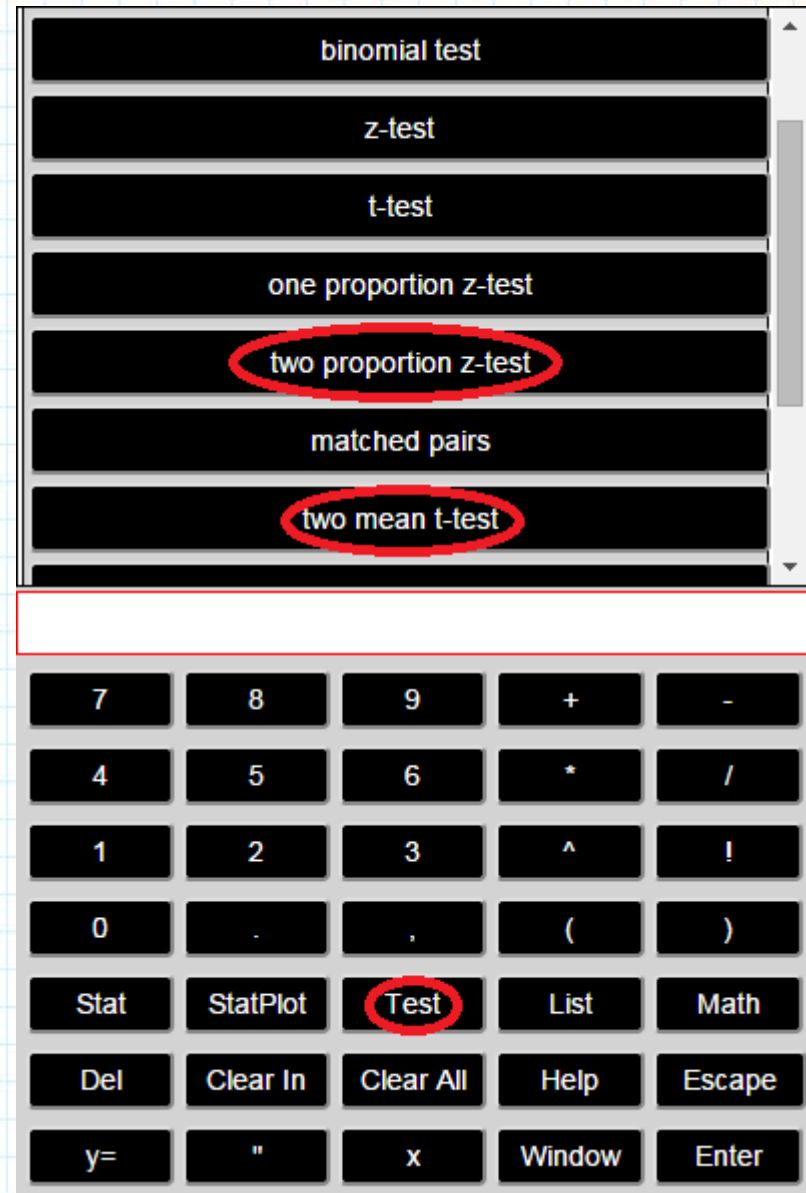 binomial test
z-test
t-test
one proportion z-test
two proportion z-test
matched pairs
two mean t-test
7 8 9 + -
4 5 6 * /
1 2 3 ^ !
0 . , ( )
Stat StatPlot Test List Math
Del Clear In Clear All Help Escape
y= " x Window Enter